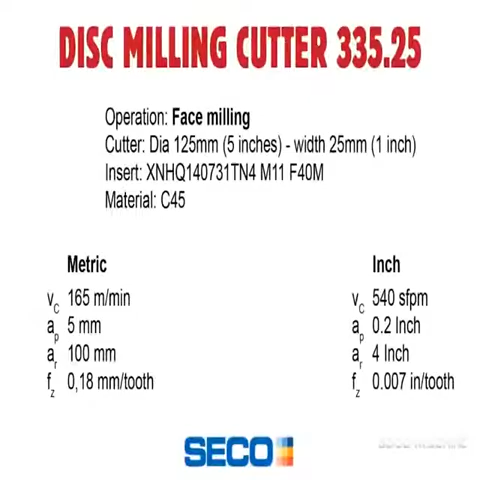 DISC MILLING CUTTER 335.25
Operation: Face milling
Cutter: Dia 125mm (5 inches) - width 25mm (1 inch)
Insert: XNHQ140731TN4 M11 F40M
Material: C45
Metric
vC 165 m/min
ap 5 mm
ar 100 mm
fz 0,18 mm/tooth
Inch
vC 540 sfpm
ap 0.2 Inch
ar 4 Inch
fz 0.007 in/tooth
SECO